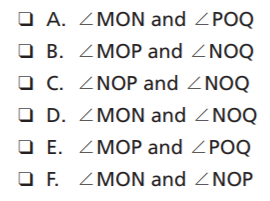 ❑ A. ∠MON and ∠POQ
❑ B. ∠MOP and ∠NOQ
❑ C. ∠NOP and ∠NOQ
❑ D. ∠MON and ∠NOQ
❑ E. ∠MOP and ∠POQ
❑ F. ∠MON and ∠NOP